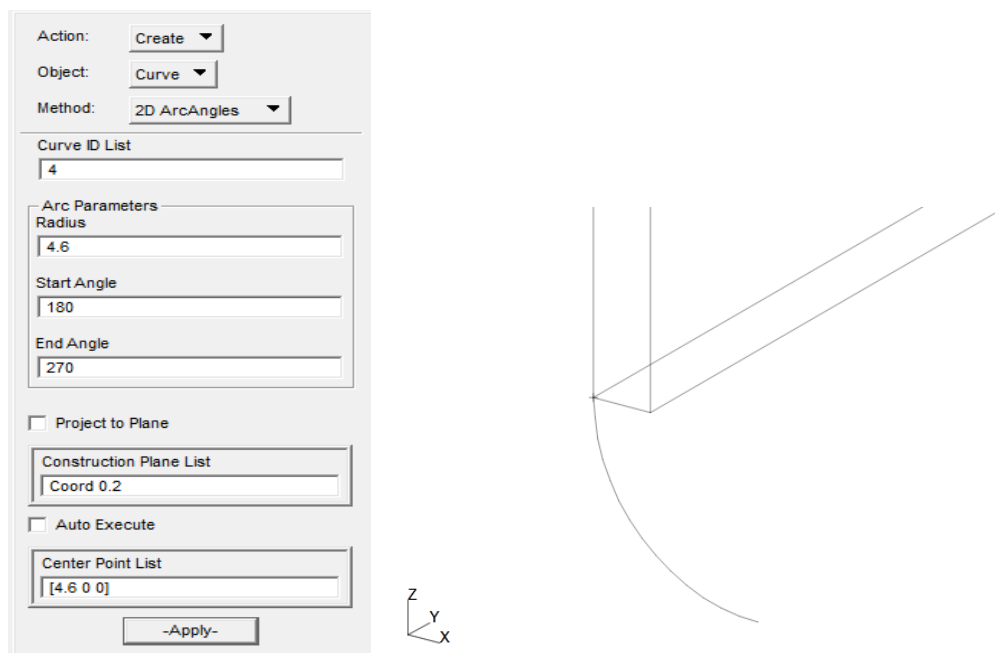 Action: Create
Object: Curve
Method: 2D ArcAngles
Curve ID List
4
Arc Parameters
Radius
4.6
Start Angle
180
End Angle
270
Project to Plane
Construction Plane List
Coord 0.2
Auto Execute
Center Point List
[4.6 0 0]
-Apply-
Z
Y
X